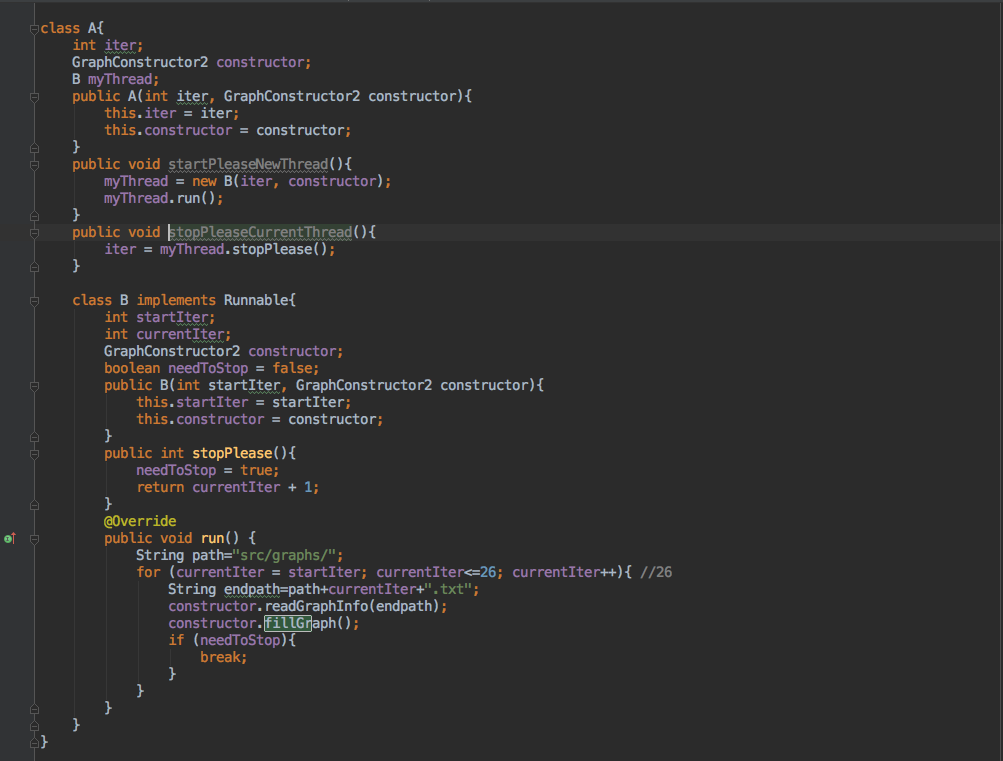 class A{
    int iter;
    GraphConstructor2 constructor;
    B myThread;
    public A(int iter, GraphConstructor2 constructor){
        this.iter = iter;
        this.constructor = constructor;
    }
    public void startPleaseNewThread(){
        myThread = new B(iter, constructor);
        myThread.run();
    }
    public void stopPleaseCurrentThread(){
        iter = myThread.stopPlease();
    }

    class B implements Runnable{
        int startIter;
        int currentIter;
        GraphConstructor2 constructor;
        boolean needToStop = false;
        public B(int startIter, GraphConstructor2 constructor){
            this.startIter = startIter;
            this.constructor = constructor;
        }
        public int stopPlease(){
            needToStop = true;
            return currentIter + 1;
        }
        @Override
        public void run() {
            String path="src/graphs/";
            for (currentIter = startIter; currentIter<=26; currentIter++){ //26
                String endpath=path+currentIter+".txt";
                constructor.readGraphInfo(endpath);
                constructor.fillGraph();
                if (needToStop){
                    break;
                }
            }
        }
    }
}